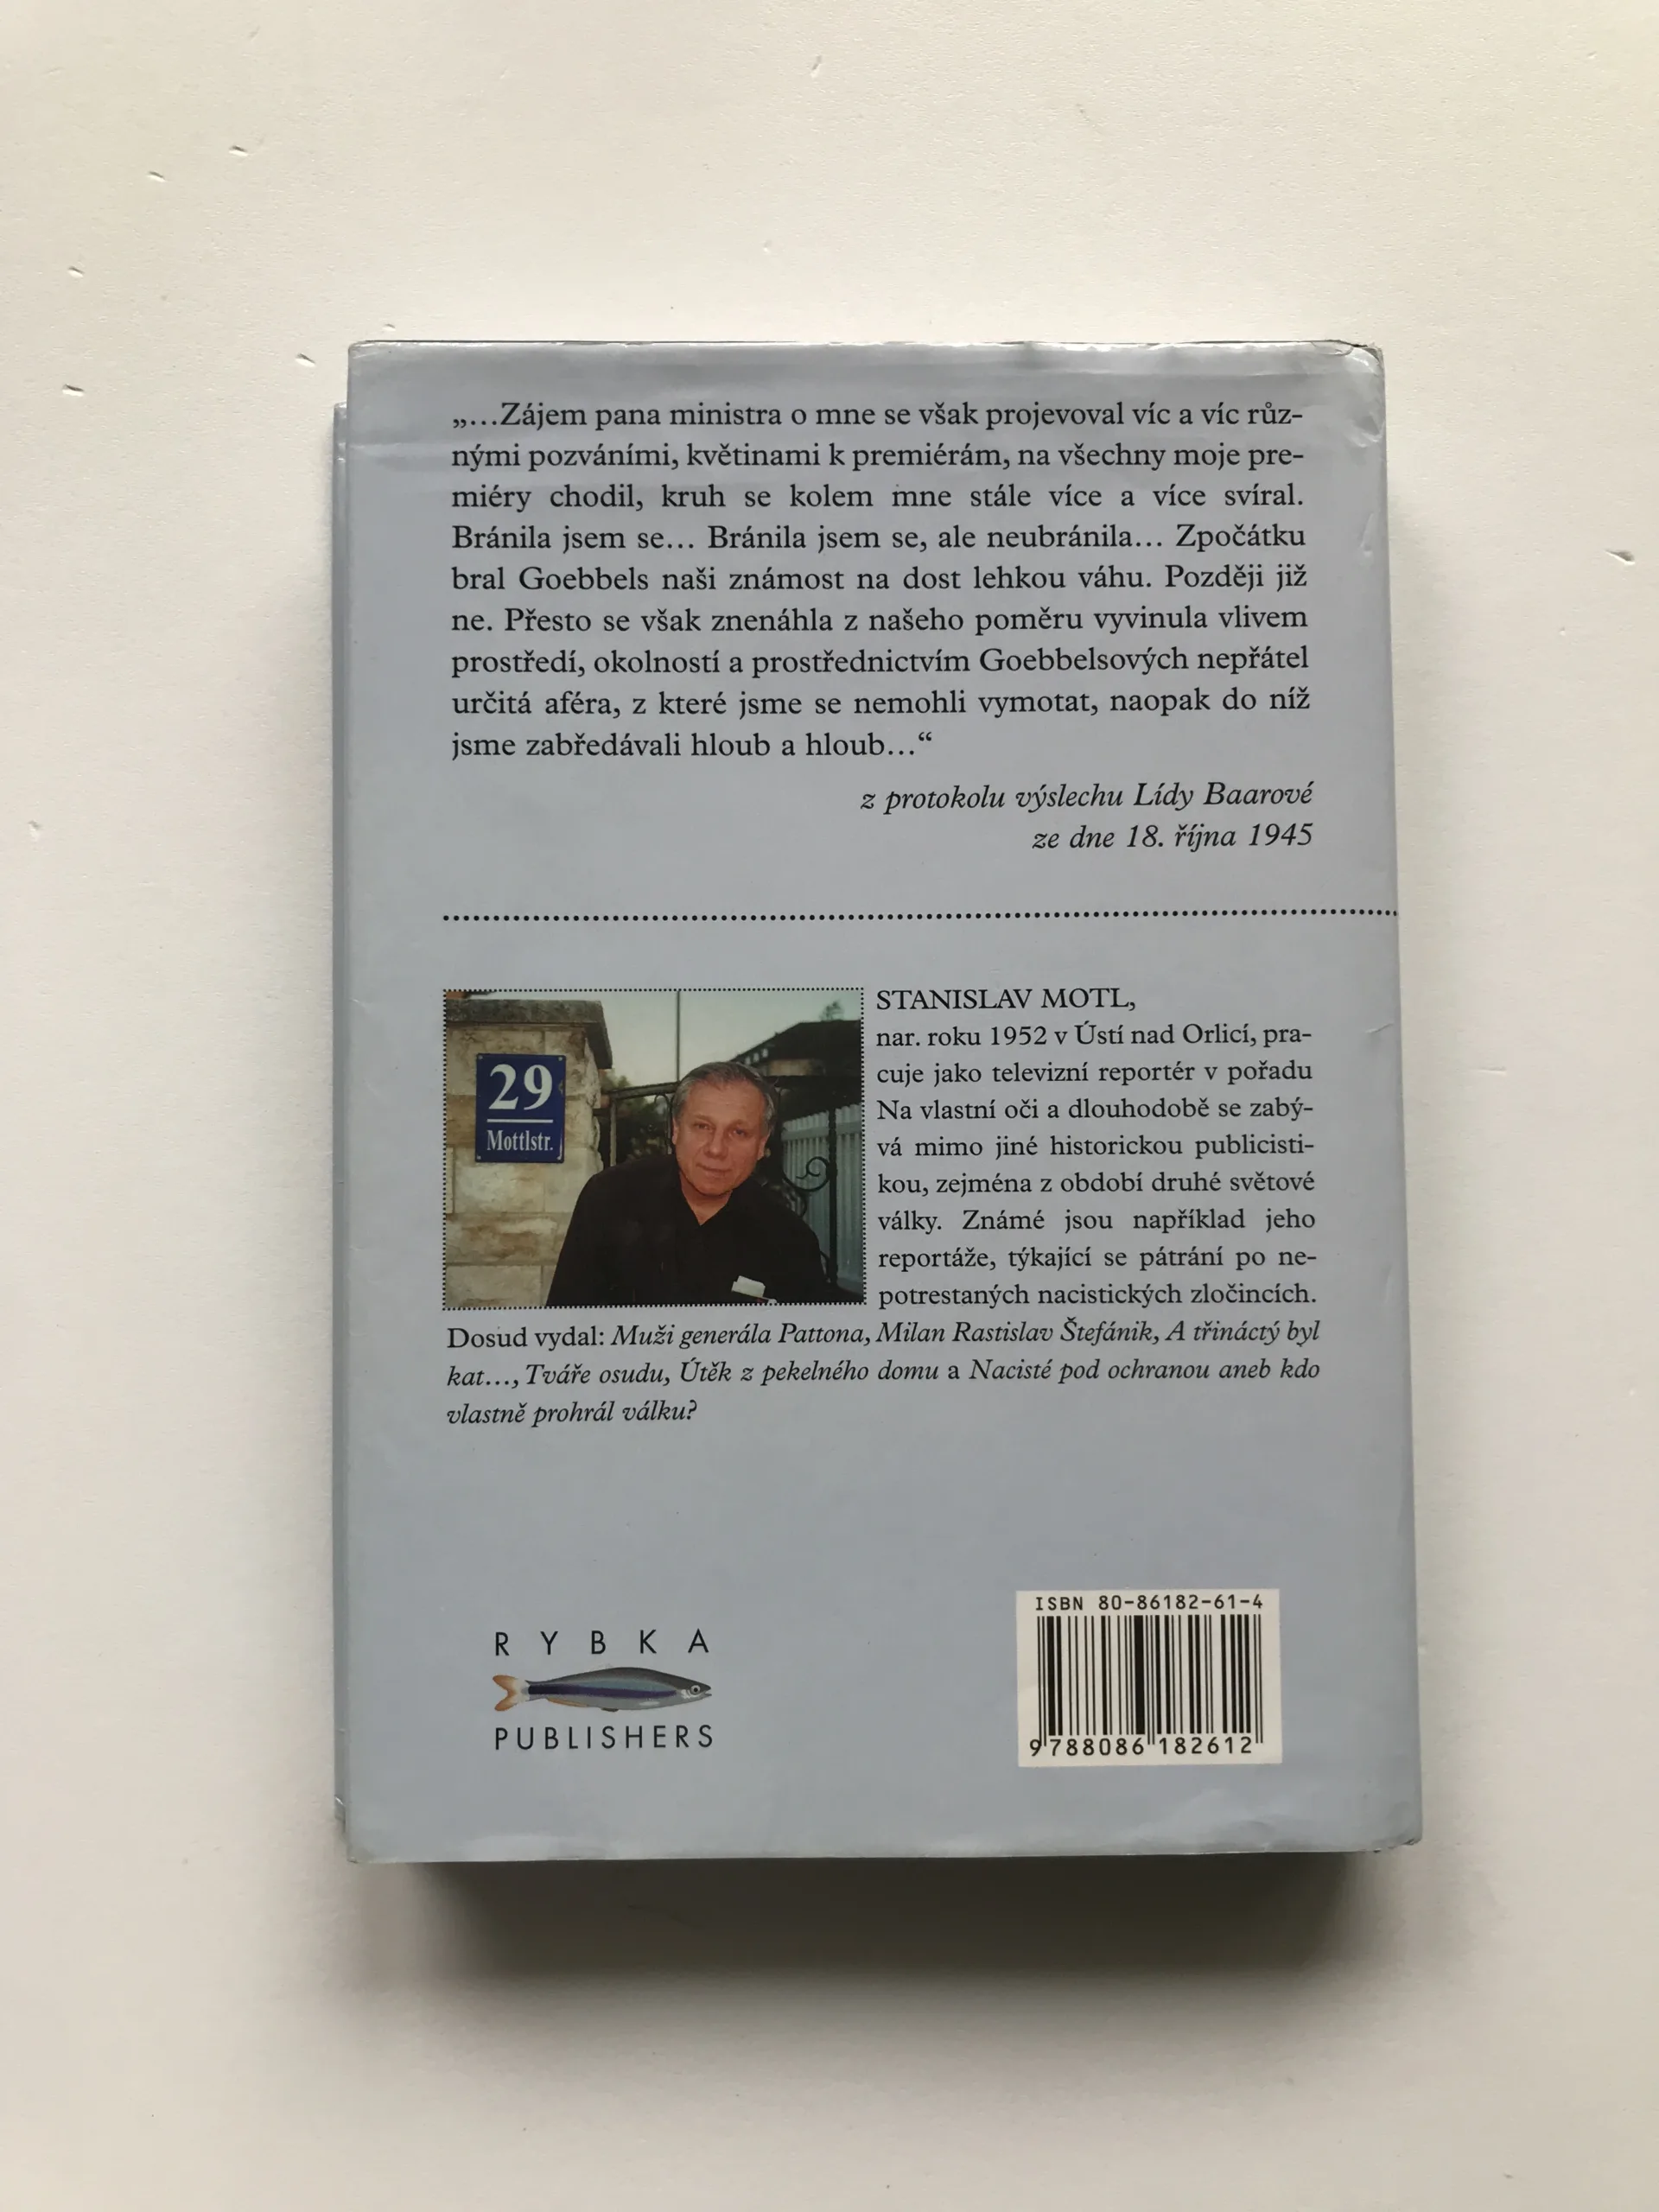 „…Zájem pana ministra o mne se však projevoval víc a víc růz-
nými pozváními, květinami k premiérám, na všechny moje pre-
miéry chodil, kruh se kolem mne stále více a více svíral.
Bránila jsem se… Bránila jsem se, ale neubránila… Zpočátku
bral Goebbels naši známost na dost lehkou váhu. Později již
ne. Přesto se však znenáhla z našeho poměru vyvinula vlivem
prostředí, okolností a prostřednictvím Goebbelsových nepřátel
určitá aféra, z které jsme se nemohli vymotat, naopak do níž
jsme zabředávali hloub a hloub…“
z protokolu výslechu Lídy Baarové
ze dne 18. října 1945
29
Mottlstr.
STANISLAV MOTL,
nar. roku 1952 v Ústí nad Orlicí, pra-
cuje jako televizní reportér v pořadu
Na vlastní oči a dlouhodobě se zabý-
vá mimo jiné historickou publicisti-
kou, zejména z období druhé světové
války. Známé jsou například jeho
reportáže, týkající se pátrání po ne-
potrestaných nacistických zločincích.
Dosud vydal: Muži generála Pattona, Milan Rastislav Štefánik, A třináctý byl
kat…, Tváře osudu, Útěk z pekelného domu a Nacisté pod ochranou aneb kdo
vlastně prohrál válku?
RYBKA
PUBLISHERS
ISBN 80-86182-61-4
9 788086 182612